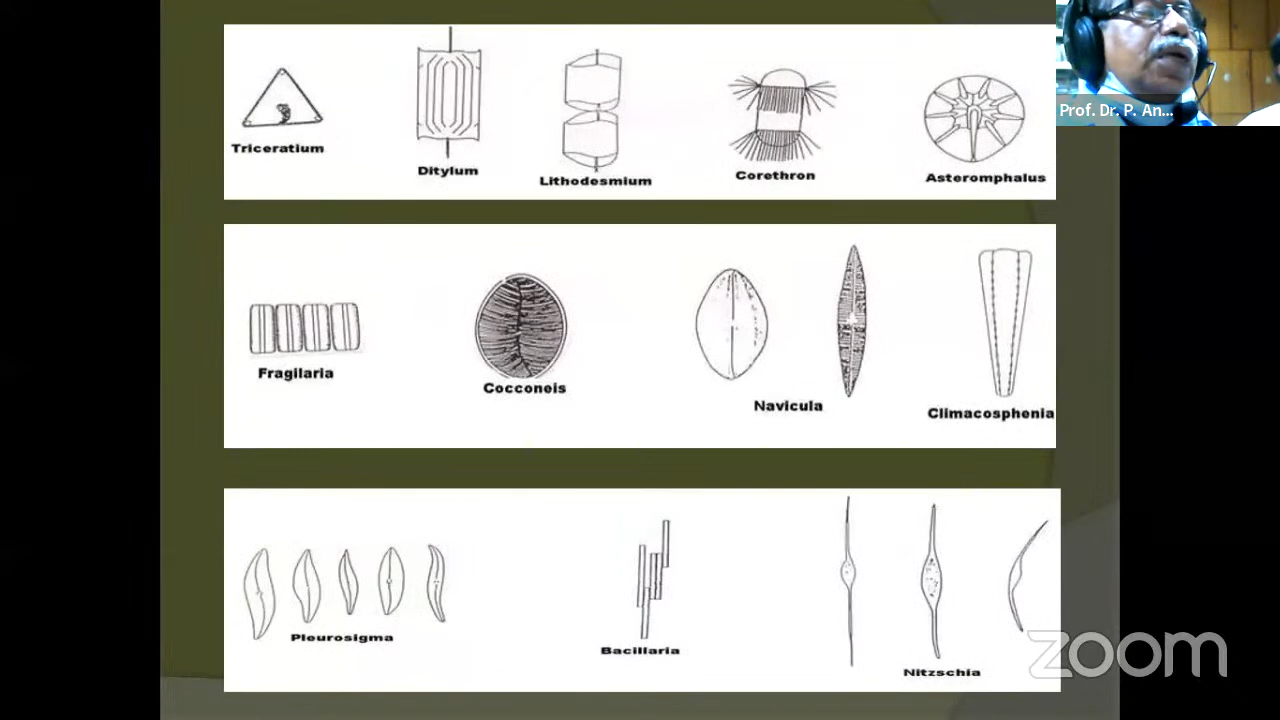 Prof. Dr. P. An...
Triceratium
Ditylum
Lithodesmium
Corethron
Asteromphalus
Fragilaria
Cocconeis
Navicula
Climacosphenia
Pleurosigma
Bacillaria
Nitzschia
zoom